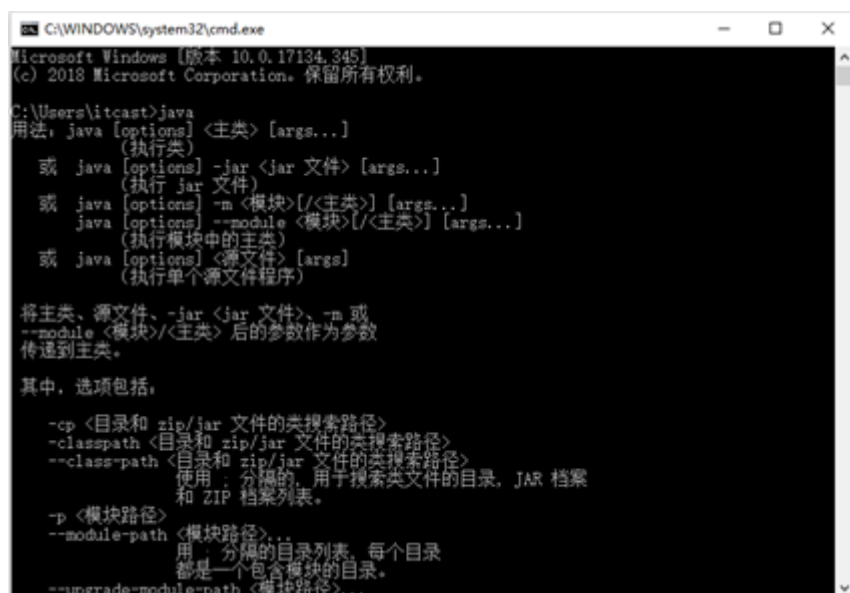 C:\WINDOWS\system32\cmd.exe
Microsoft Windows [版本 10.0.17134.345]
(c) 2018 Microsoft Corporation。保留所有权利。
C:\Users\itcast>java
用法: java [options] <主类> [args...]
(执行类)
或 java [options] -jar <jar 文件> [args...]
(执行 jar 文件)
或 java [options] -m <模块>[/<主类>] [args...]
java [options] --module <模块>[/<主类>] [args...]
(执行模块中的主类)
或 java [options] <源文件> [args]
(执行单个源文件程序)
将主类、源文件、-jar <jar 文件>、-m 或
--module <模块>/<主类> 后的参数作为参数
传递到主类。
其中，选项包括:
-cp <目录和 zip/jar 文件的类搜索路径>
-classpath <目录和 zip/jar 文件的类搜索路径>
--class-path <目录和 zip/jar 文件的类搜索路径>
使用 ; 分隔的, 用于搜索类文件的目录, JAR 档案
和 ZIP 档案列表。
-p <模块路径>
--module-path <模块路径>...
用 ; 分隔的目录列表, 每个目录
都是一个包含模块的目录。
--upgrade-module-path <模块路径>...